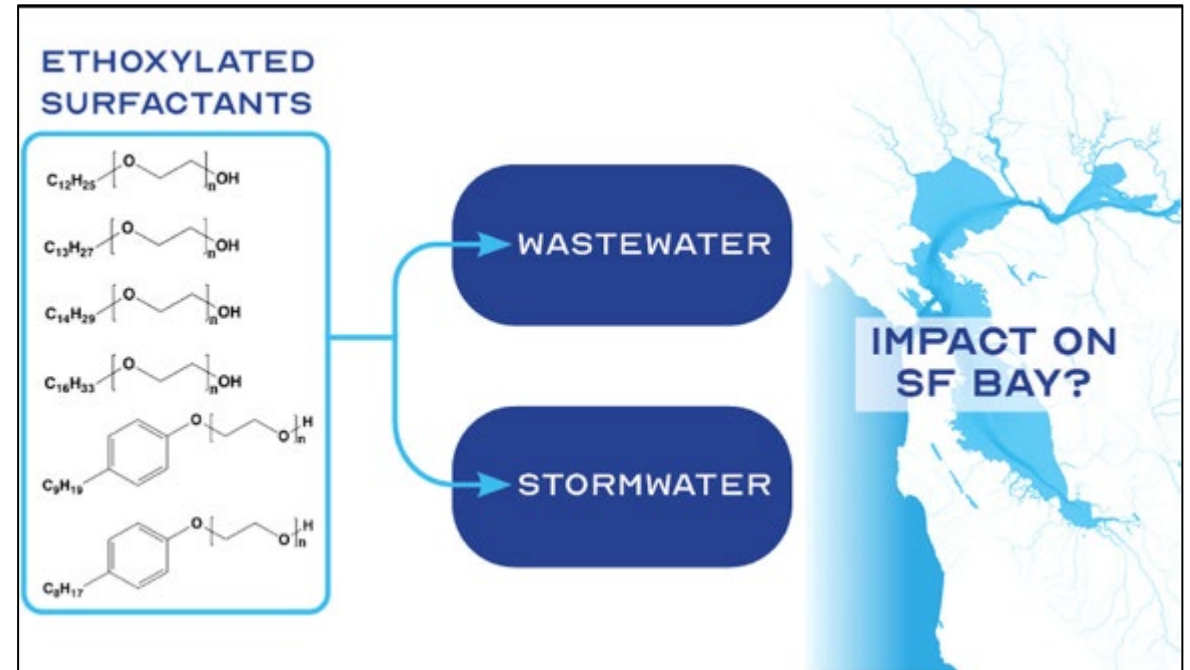 ETHOXYLATED
SURFACTANTS
C₁₂H₂₅ [ O ]n OH
C₁₃H₂₇ [ O ]n OH
C₁₄H₂₉ [ O ]n OH
C₁₆H₃₃ [ O ]n OH
O [ O ]n H
C₉H₁₉
O [ O ]n H
C₈H₁₇
WASTEWATER
STORMWATER
IMPACT ON
SF BAY?